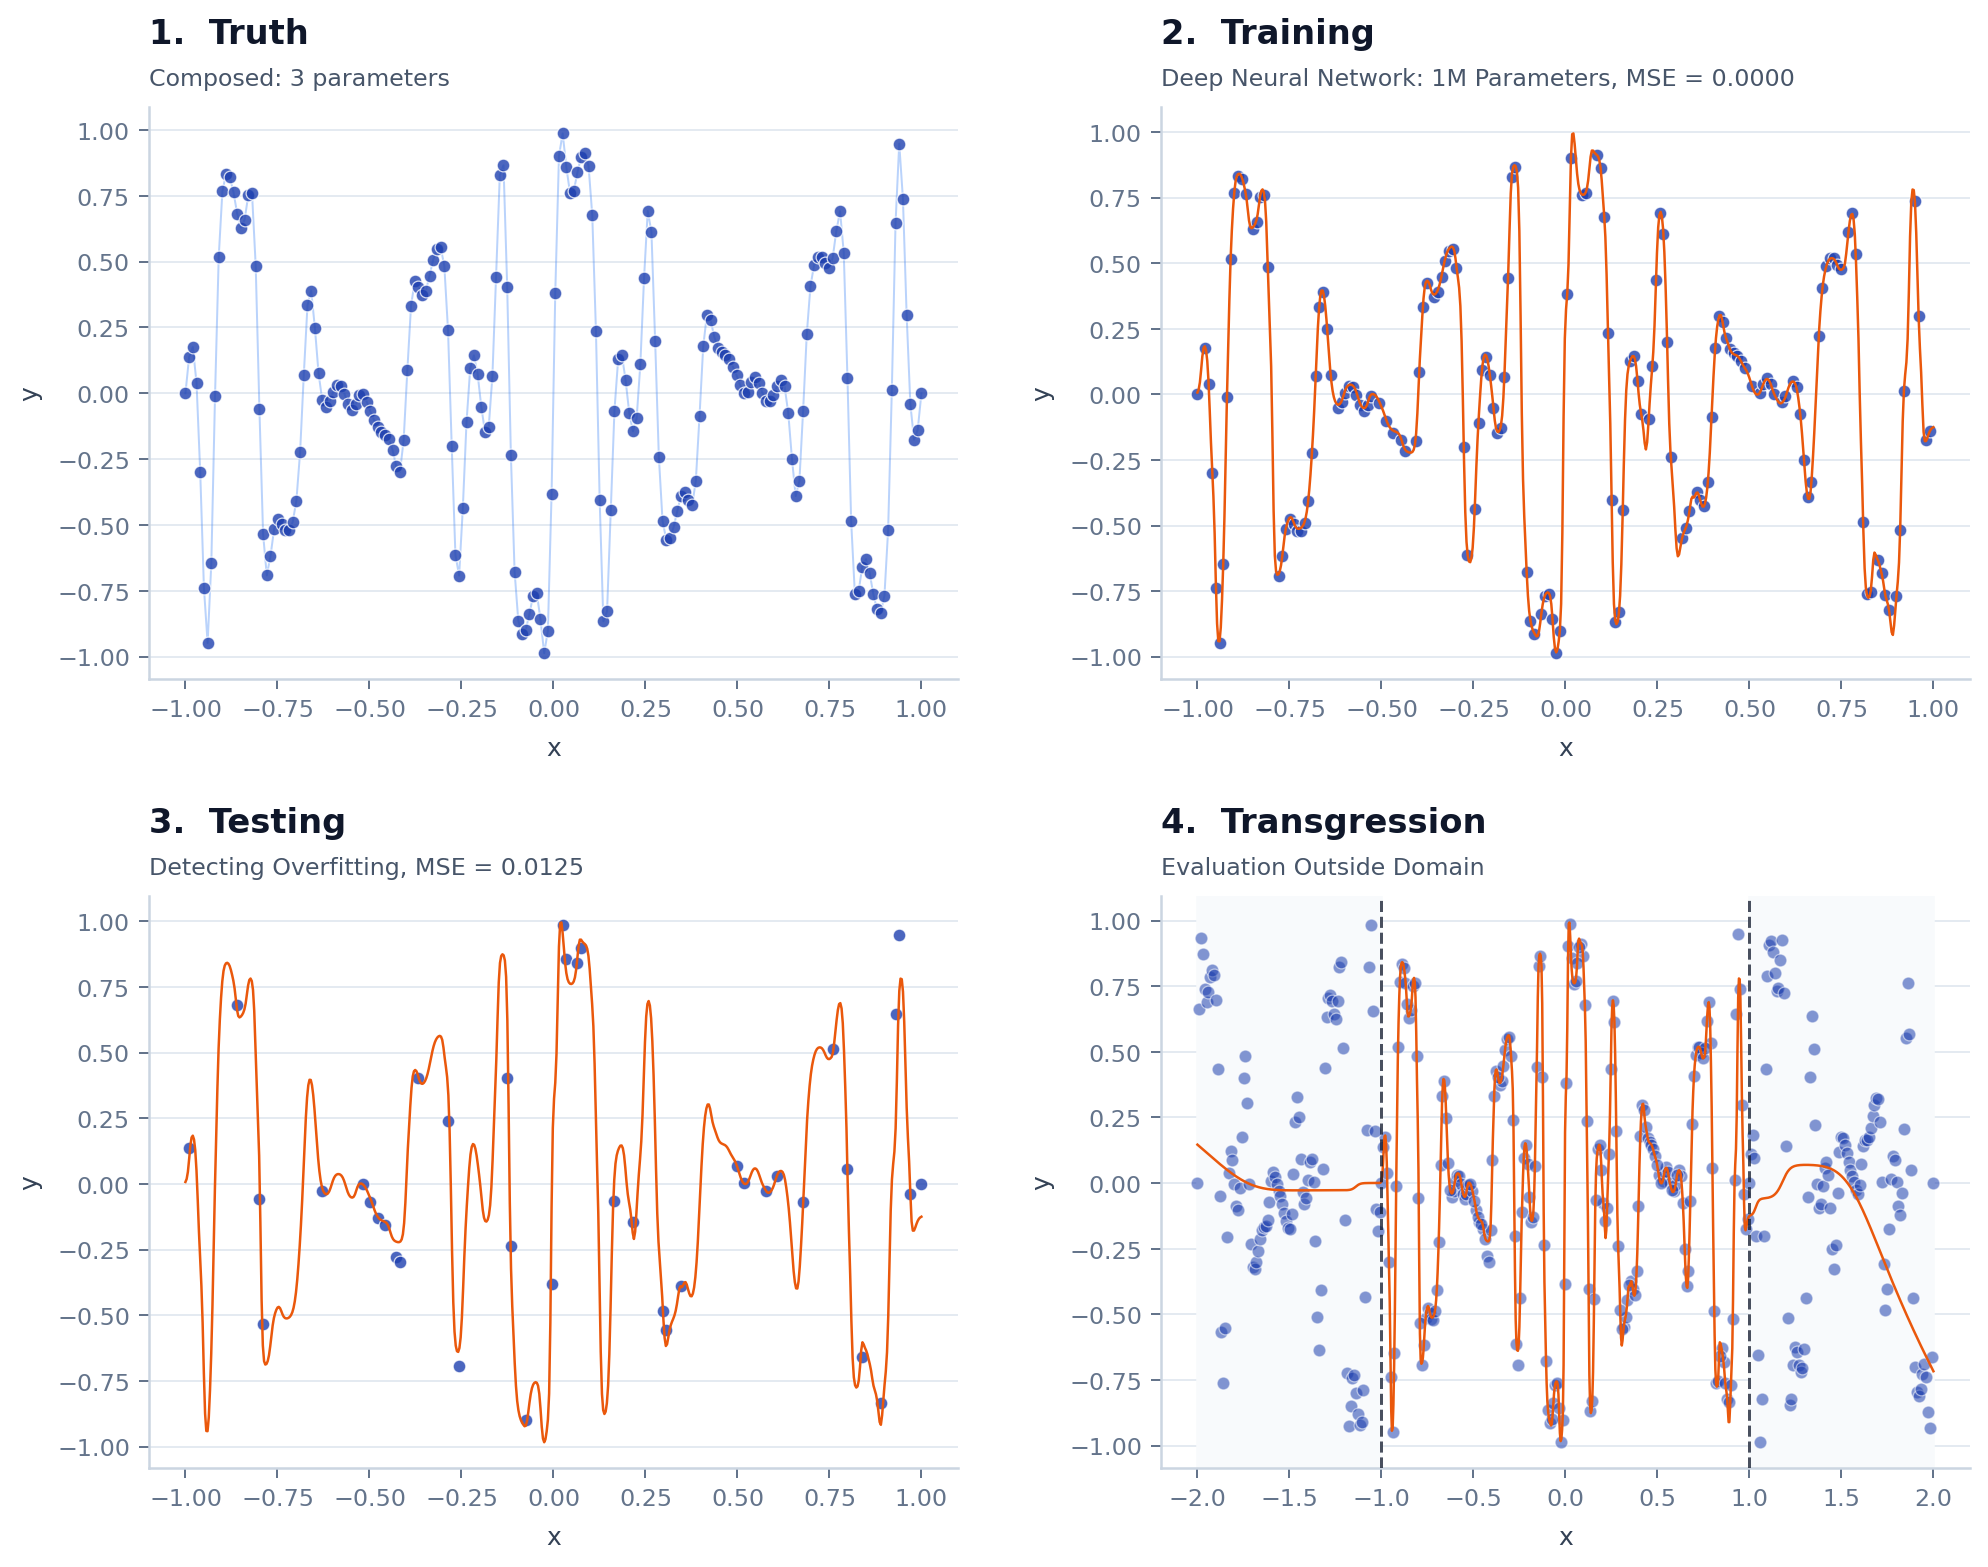 1.  Truth
Composed: 3 parameters
1.00
0.75
0.50
0.25
0.00
−0.25
−0.50
−0.75
−1.00
y
−1.00 −0.75 −0.50 −0.25 0.00 0.25 0.50 0.75 1.00
x
2.  Training
Deep Neural Network: 1M Parameters, MSE = 0.0000
1.00
0.75
0.50
0.25
0.00
−0.25
−0.50
−0.75
−1.00
y
−1.00 −0.75 −0.50 −0.25 0.00 0.25 0.50 0.75 1.00
x
3.  Testing
Detecting Overfitting, MSE = 0.0125
1.00
0.75
0.50
0.25
0.00
−0.25
−0.50
−0.75
−1.00
y
−1.00 −0.75 −0.50 −0.25 0.00 0.25 0.50 0.75 1.00
x
4.  Transgression
Evaluation Outside Domain
1.00
0.75
0.50
0.25
0.00
−0.25
−0.50
−0.75
−1.00
y
−2.0 −1.5 −1.0 −0.5 0.0 0.5 1.0 1.5 2.0
x